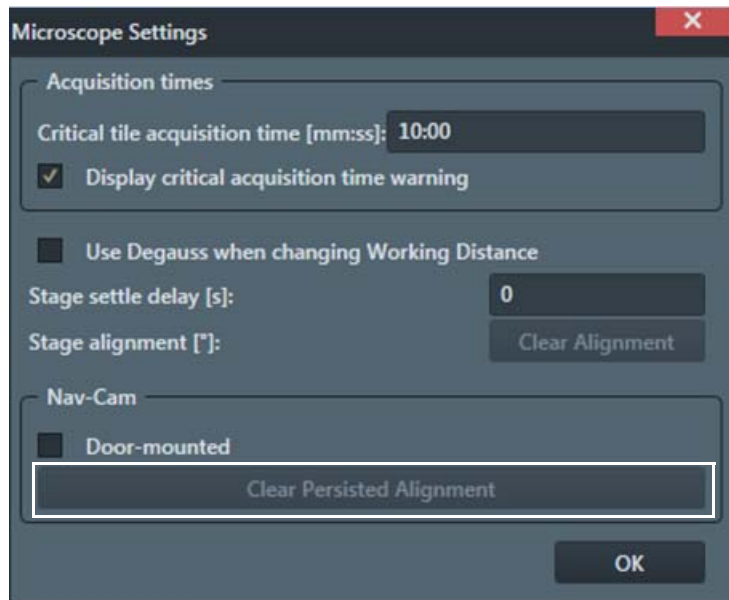 Microscope Settings
Acquisition times
Critical tile acquisition time [mm:ss]: 10:00
Display critical acquisition time warning
Use Degauss when changing Working Distance
Stage settle delay [s]: 0
Stage alignment [°]: Clear Alignment
Nav-Cam
Door-mounted
Clear Persisted Alignment
OK